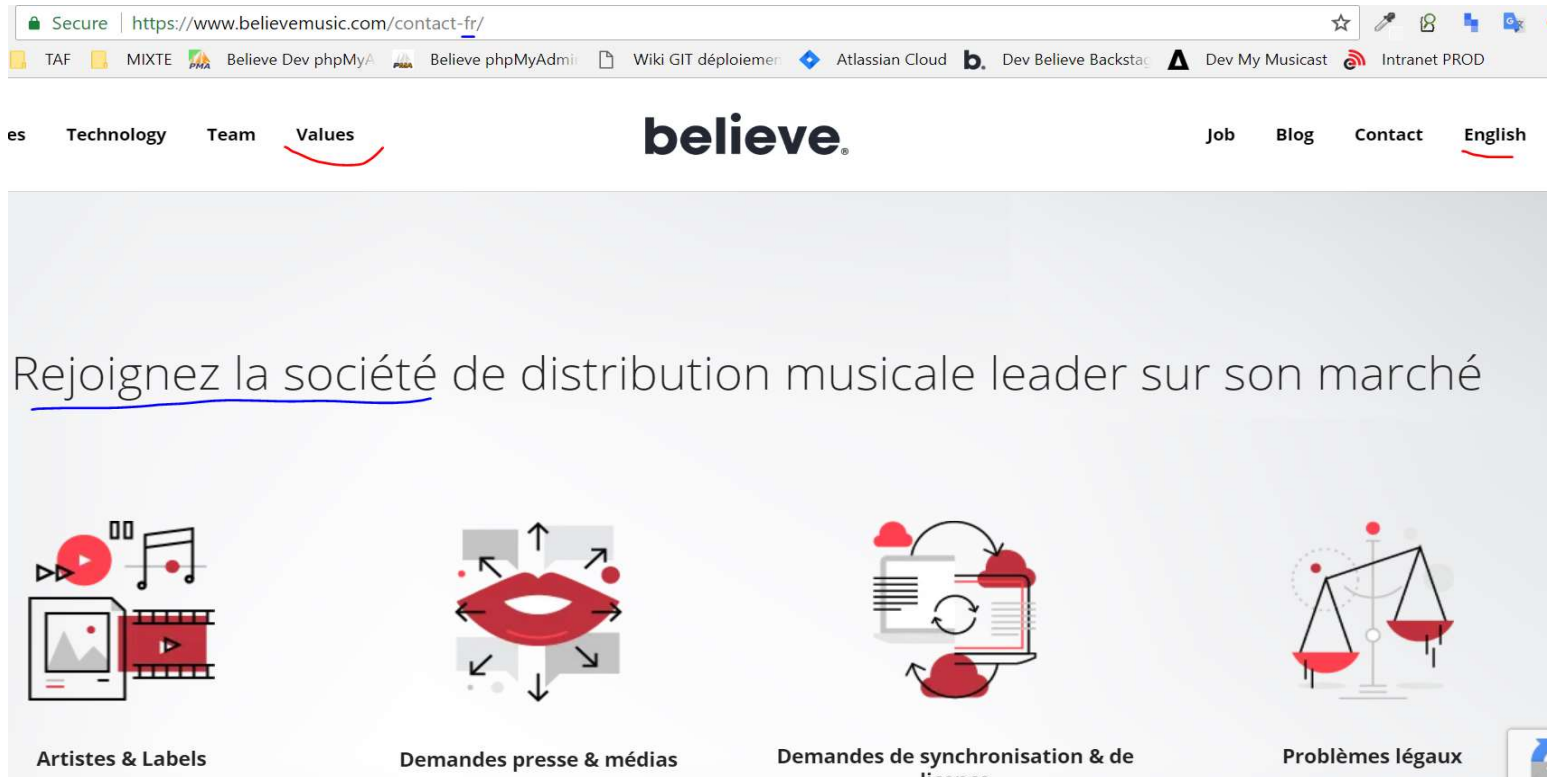 Secure | https://www.believemusic.com/contact-fr/
TAF MIXTE Believe Dev phpMyA Believe phpMyAdmi Wiki GIT déploiemen Atlassian Cloud b. Dev Believe Backstag Dev My Musicast Intranet PROD
es Technology Team Values believe.® Job Blog Contact English
Rejoignez la société de distribution musicale leader sur son marché
Artistes & Labels Demandes presse & médias Demandes de synchronisation & de Problèmes légaux